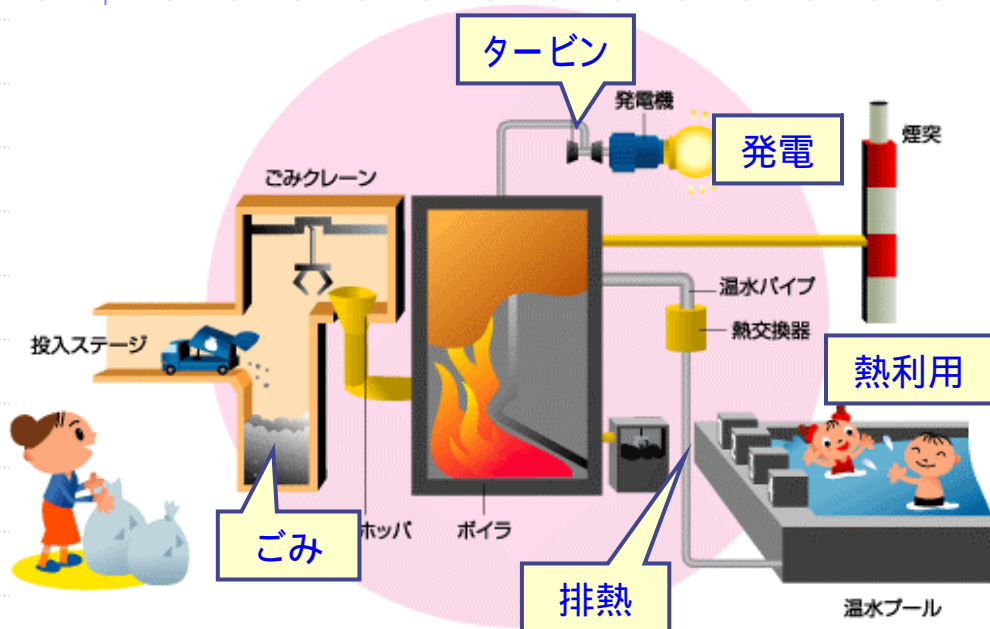 タービン
発電機
発電
煙突
ごみクレーン
温水パイプ
熱交換器
投入ステージ
熱利用
ごみ
ホッパ
ボイラ
排熱
温水プール